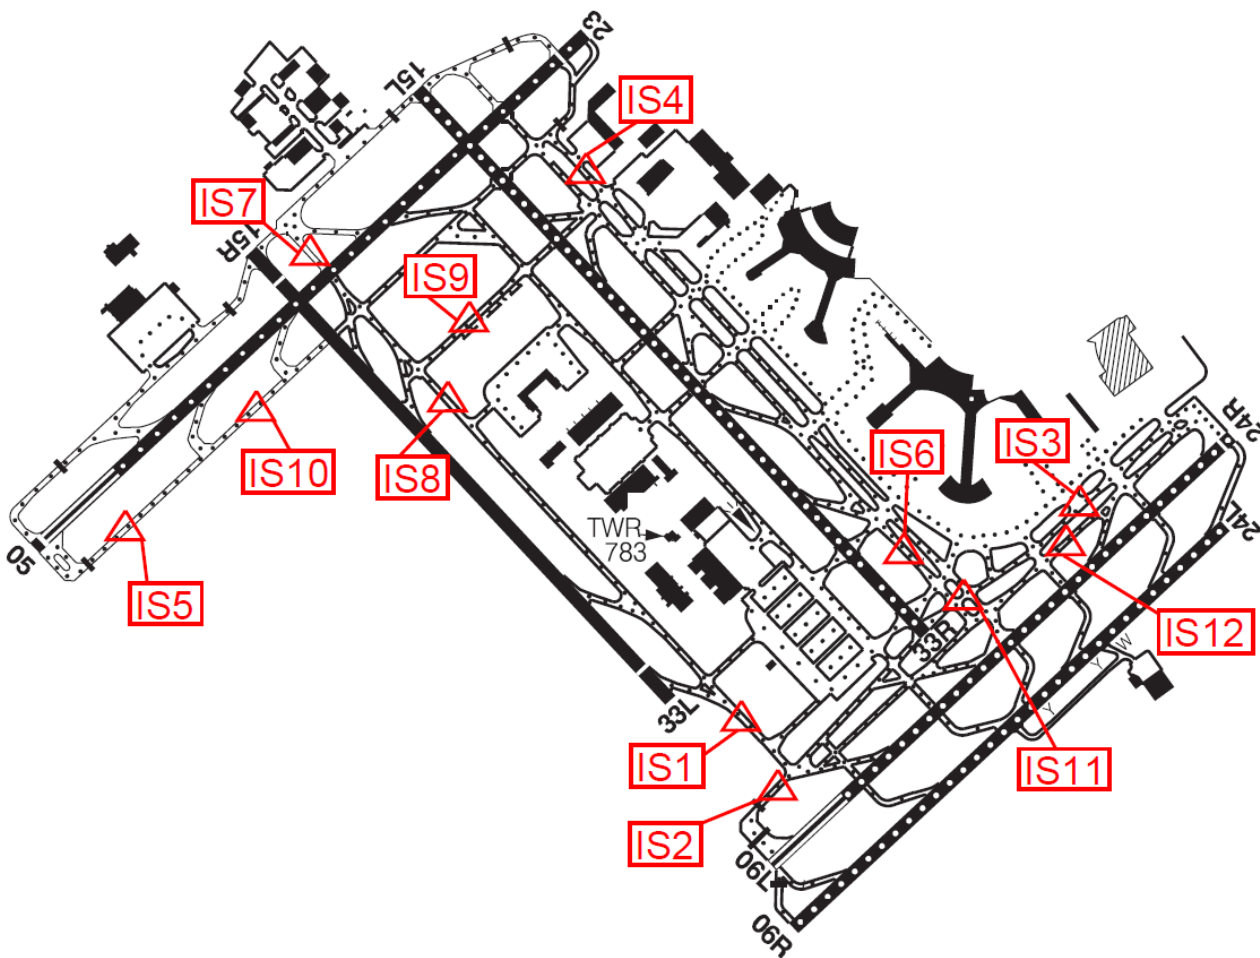 23
15L
IS4
IS7
15R
IS9
24R
IS3
IS6
IS10
IS8
TWR
783
24L
05
IS5
33R
W
Y
IS12
Y
33L
IS1
IS11
IS2
06L
06R